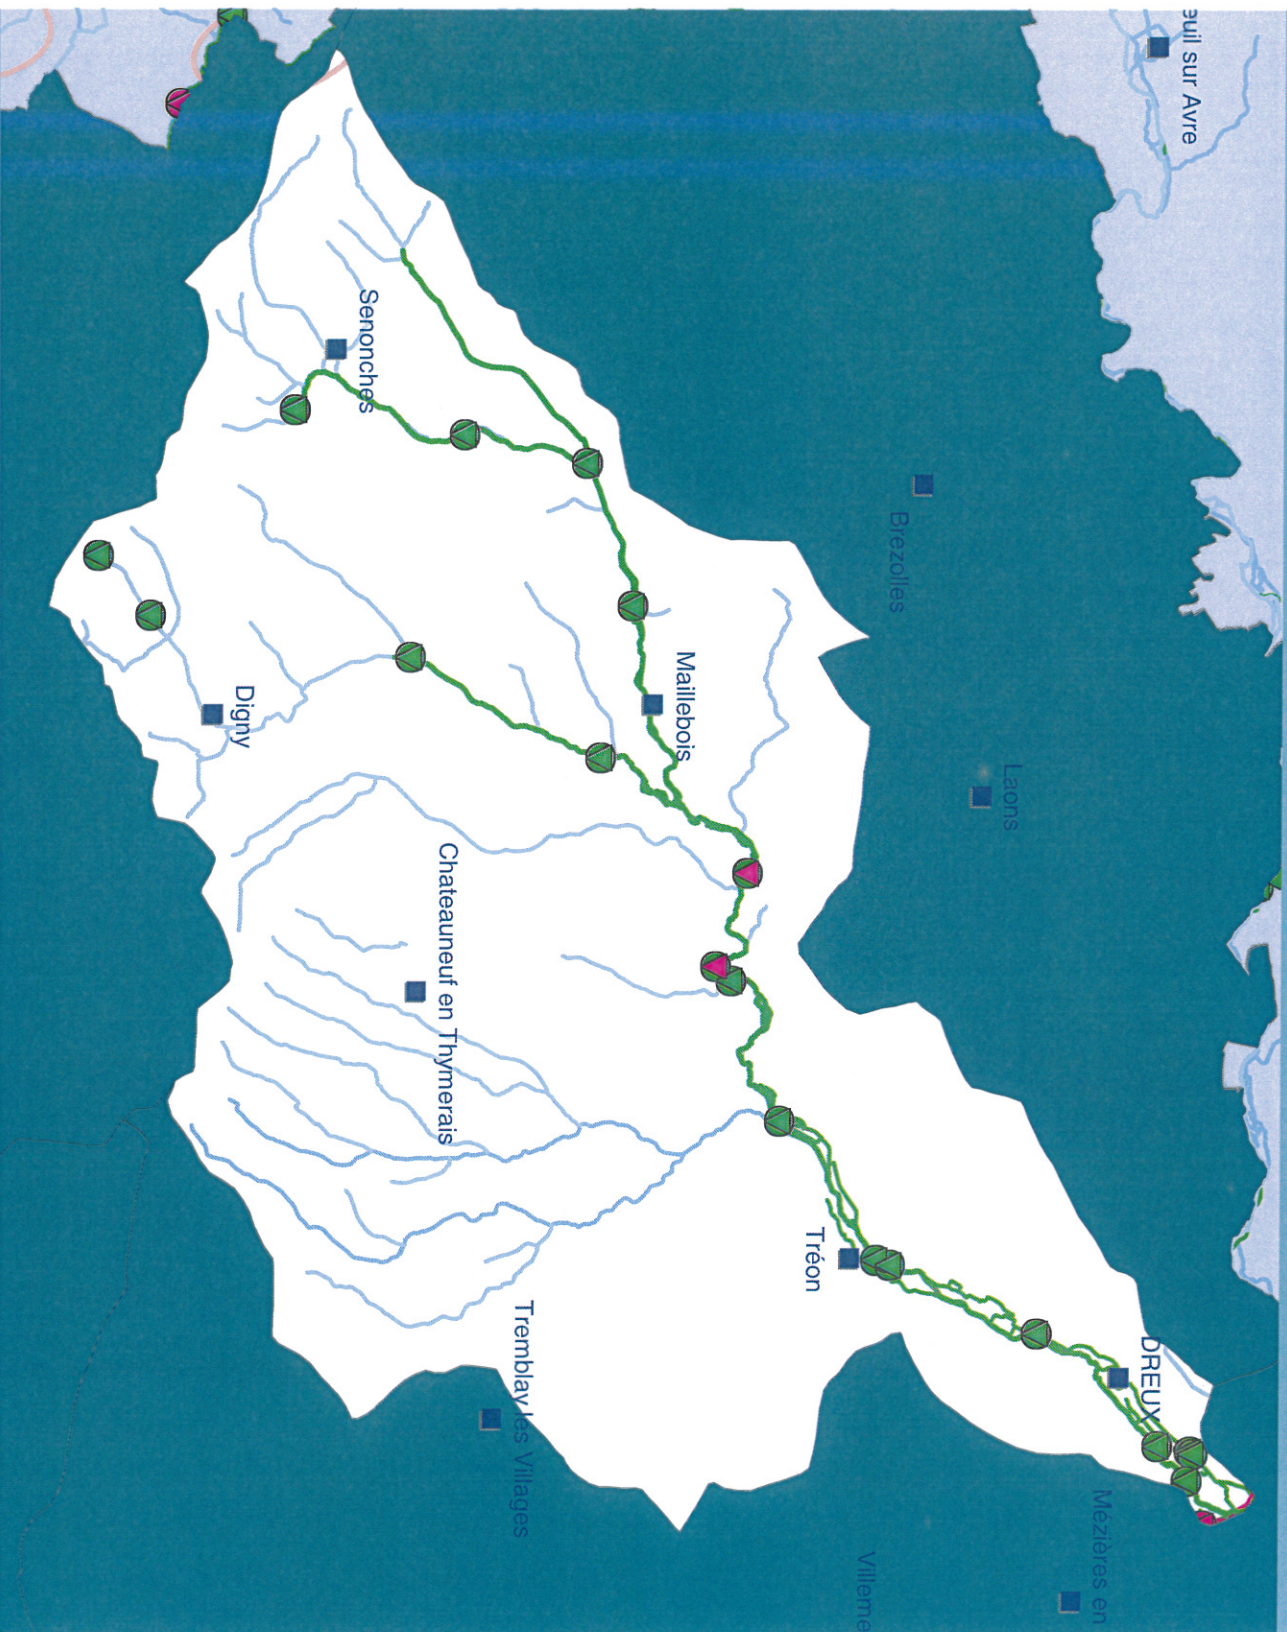 euil sur Avre
Brezolles
Laons
Senonches
Maillebois
Digny
Chateauneuf en Thymerais
Tréon
DREUX
Tremblay les Villages
Mézières en
Villeme